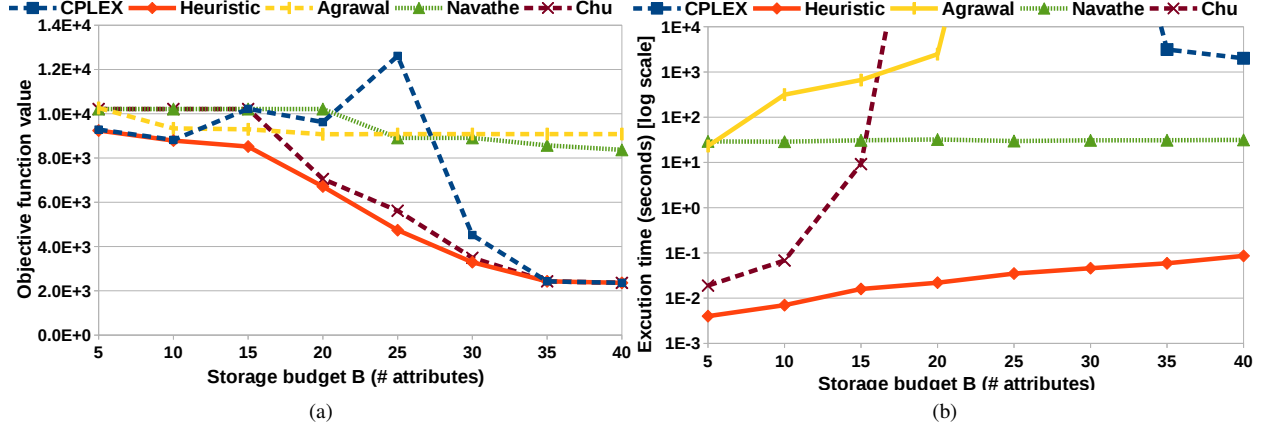 CPLEX Heuristic Agrawal Navathe Chu
1.4E+4
1.2E+4
1.0E+4
8.0E+3
6.0E+3
4.0E+3
2.0E+3
0.0E+0
Objective function value
5 10 15 20 25 30 35 40
Storage budget B (# attributes)
(a)
CPLEX Heuristic Agrawal Navathe Chu
1E+4
1E+3
1E+2
1E+1
1E+0
1E-1
1E-2
1E-3
Excution time (seconds) [log scale]
5 10 15 20 25 30 35 40
Storage budget B (# attributes)
(b)